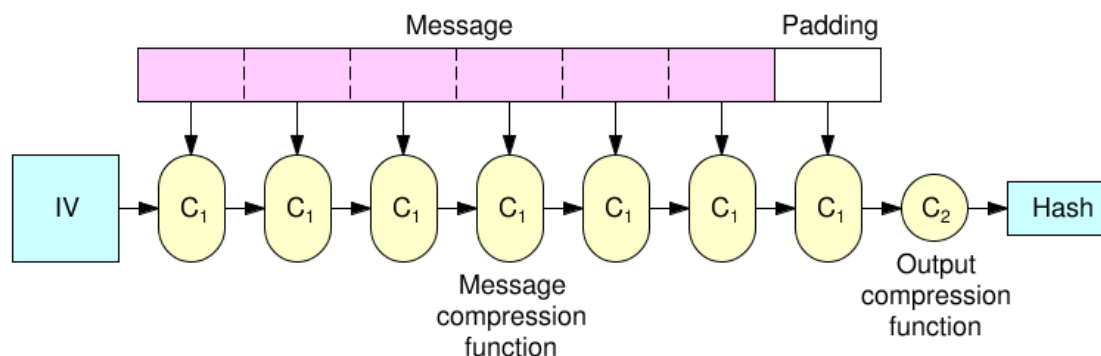 Message Padding
IV C₁ C₁ C₁ C₁ C₁ C₁ C₁ C₂ Hash
Message
compression
function
Output
compression
function